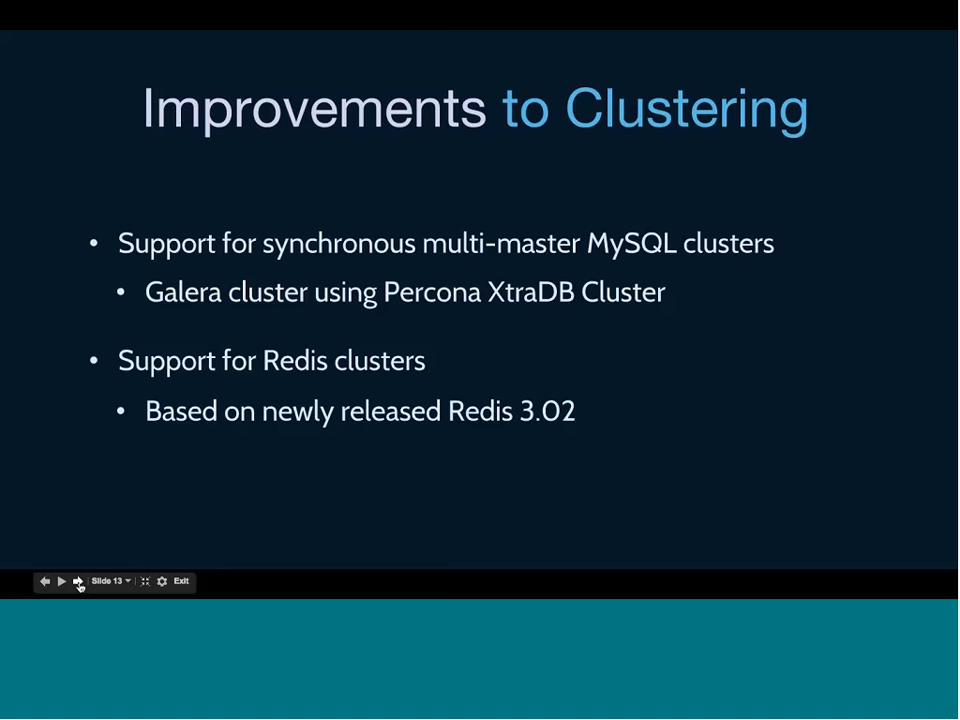 Improvements to Clustering
• Support for synchronous multi-master MySQL clusters
• Galera cluster using Percona XtraDB Cluster
• Support for Redis clusters
• Based on newly released Redis 3.02
Slide 13 Exit